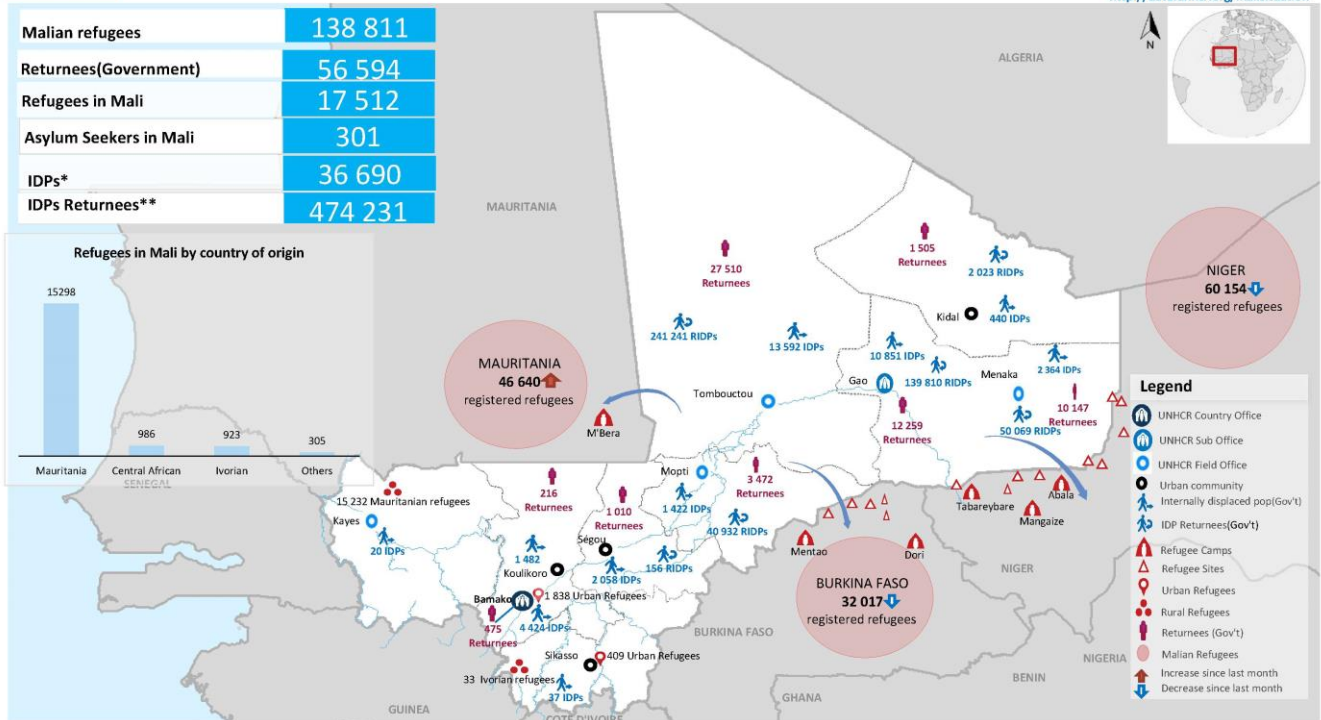 Malian refugees 138 811
Returnees(Government) 56 594
Refugees in Mali 17 512
Asylum Seekers in Mali 301
IDPs* 36 690
IDPs Returnees** 474 231
Refugees in Mali by country of origin
15298
986
923
305
Mauritania
Central African
Ivorian
Others
SENEGAL
MAURITANIA
ALGERIA
N
27 510
Returnees
1 505
Returnees
2 023 RIDPs
Kidal
440 IDPs
241 241 RIDPs
13 592 IDPs
10 851 IDPs
139 810 RIDPs
Gao
Menaka
2 364 IDPs
10 147
Returnees
50 069 RIDPs
12 259
Returnees
Tombouctou
NIGER
60 154
registered refugees
MAURITANIA
46 640
registered refugees
M'Bera
Mopti
3 472
Returnees
1 422 IDPs
40 932 RIDPs
216
Returnees
1 010
Returnees
15 232 Mauritanian refugees
Kayes
20 IDPs
1 482
Koulikoro
Ségou
2 058 IDPs
156 RIDPs
Bamako
1 838 Urban Refugees
475
Returnees
4 424 IDPs
Sikasso
409 Urban Refugees
33 Ivorian refugees
37 IDPs
Tabareybare
Abala
Mangaize
Mentao
Dori
BURKINA FASO
32 017
registered refugees
NIGER
BURKINA FASO
NIGERIA
BENIN
GHANA
GUINEA
COTE D'IVOIRE
Legend
UNHCR Country Office
UNHCR Sub Office
UNHCR Field Office
Urban community
Internally displaced pop(Gov't)
IDP Returnees(Gov't)
Refugee Camps
Refugee Sites
Urban Refugees
Rural Refugees
Returnees (Gov't)
Malian Refugees
Increase since last month
Decrease since last month